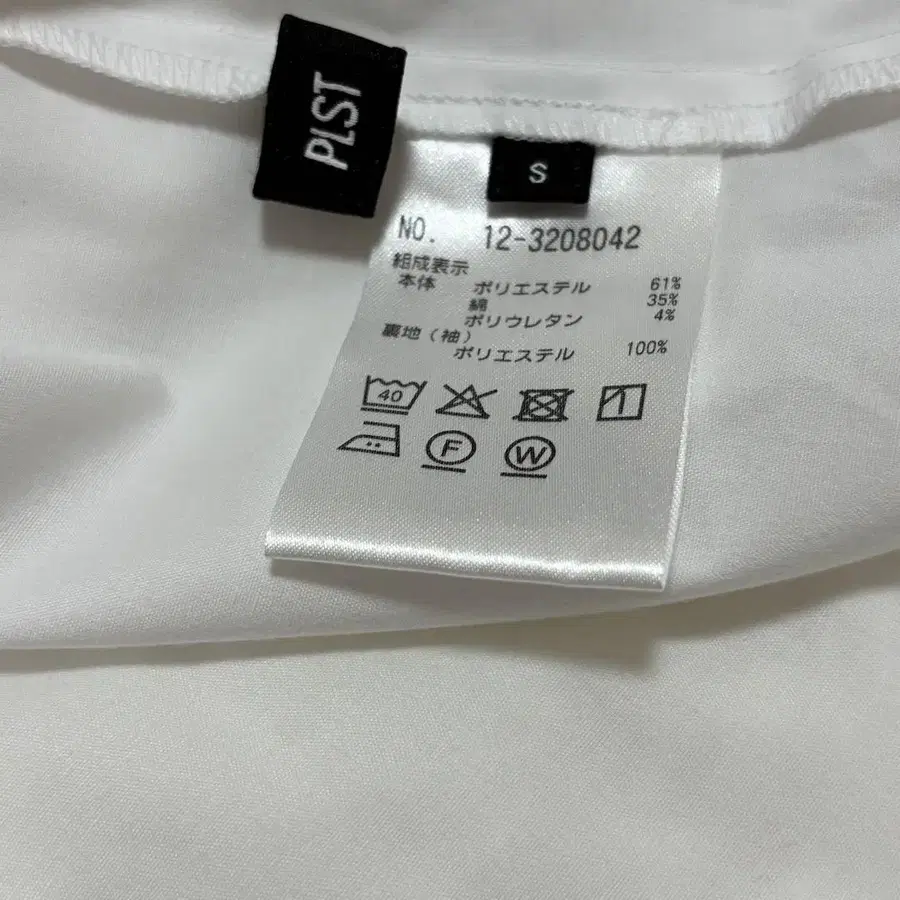 PLST
S
NO. 12-3208042
組成表示
本体 ポリエステル 61%
綿 35%
ポリウレタン 4%
裏地(袖)
ポリエステル 100%
40
F W